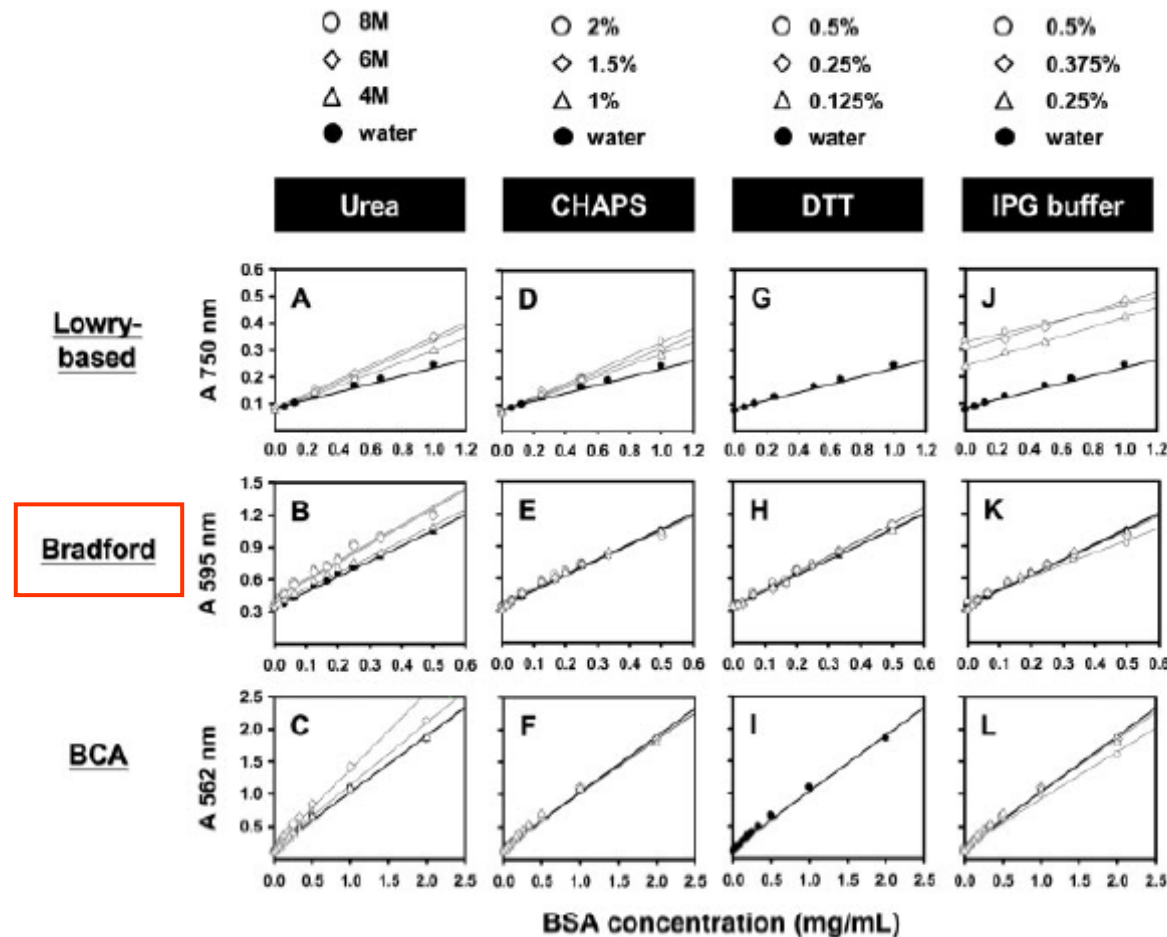 8M 2% 0.5% 0.5%
6M 1.5% 0.25% 0.375%
4M 1% 0.125% 0.25%
water water water water
Urea CHAPS DTT IPG buffer
Lowry-
based
A 750 nm
0.6
0.5
0.4
0.3
0.2
0.1
A D G J
0.0 0.2 0.4 0.6 0.8 1.0 1.2 0.0 0.2 0.4 0.6 0.8 1.0 1.2 0.0 0.2 0.4 0.6 0.8 1.0 1.2 0.0 0.2 0.4 0.6 0.8 1.0 1.2
Bradford
A 595 nm
1.5
1.2
0.9
0.6
0.3
B E H K
0.0 0.1 0.2 0.3 0.4 0.5 0.6 0.0 0.1 0.2 0.3 0.4 0.5 0.6 0.0 0.1 0.2 0.3 0.4 0.5 0.6 0.0 0.1 0.2 0.3 0.4 0.5 0.6
BCA
A 562 nm
2.5
2.0
1.5
1.0
0.5
C F I L
0.0 0.5 1.0 1.5 2.0 2.5 0.0 0.5 1.0 1.5 2.0 2.5 0.0 0.5 1.0 1.5 2.0 2.5 0.0 0.5 1.0 1.5 2.0 2.5
BSA concentration (mg/mL)